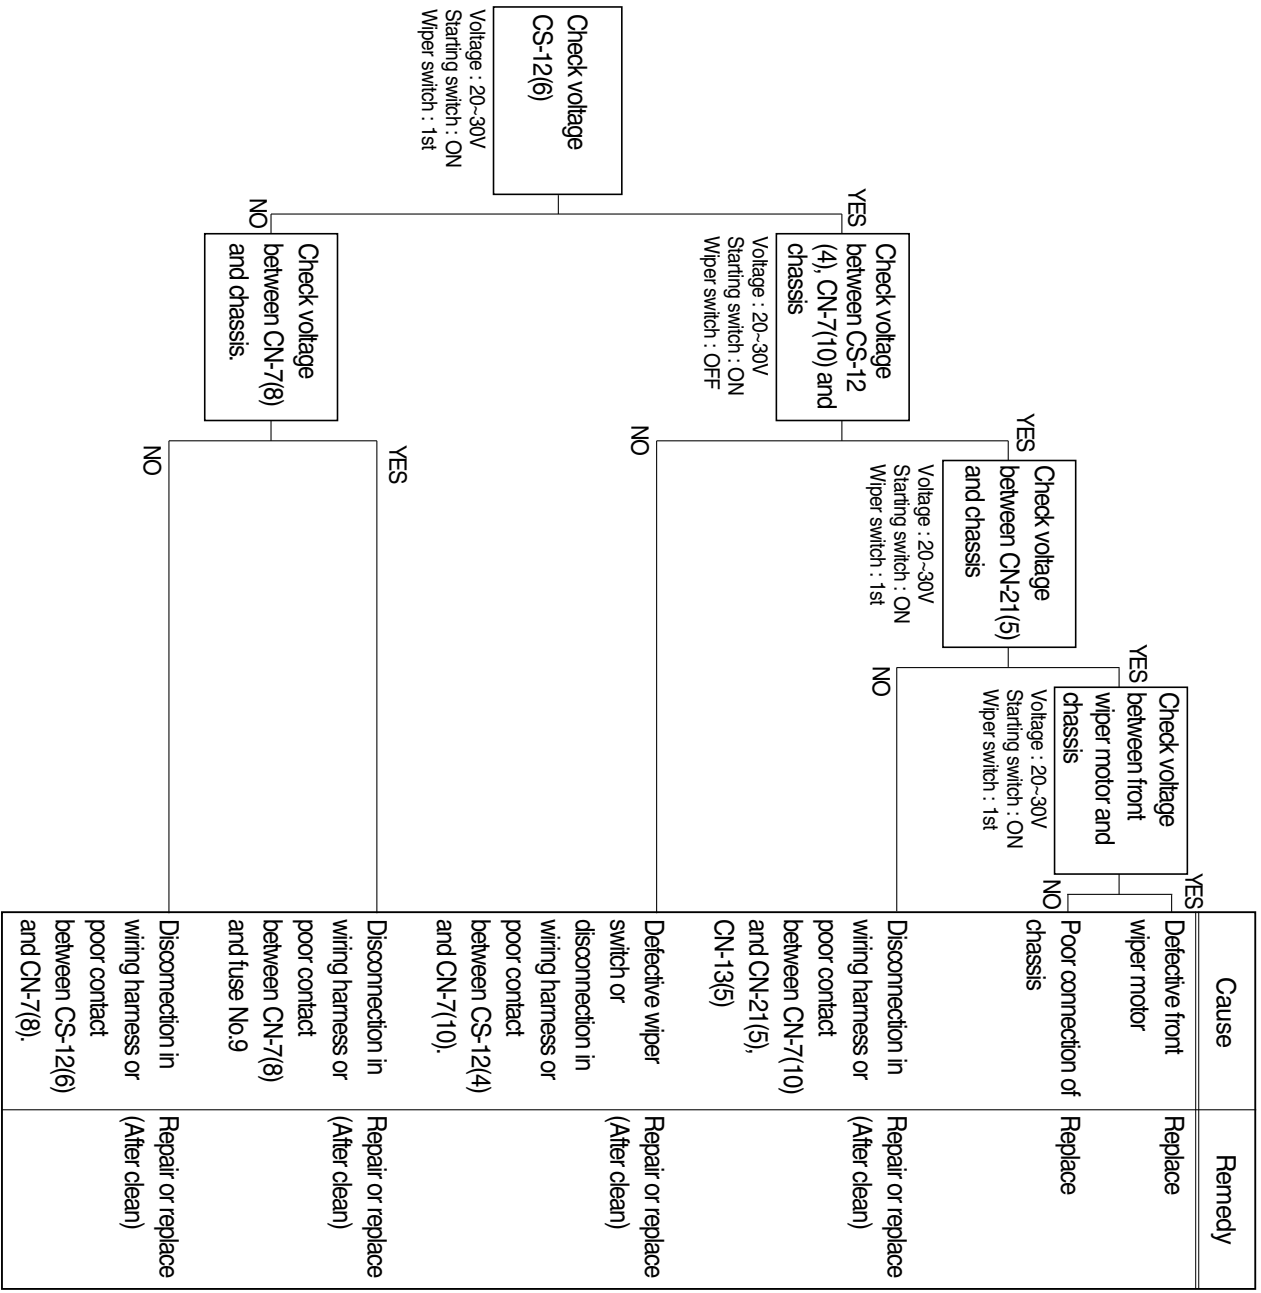 Cause
Remedy
Check voltage
CS-12(6)
Voltage : 20~30V
Starting switch : ON
Wiper switch : 1st
YES
Check voltage
between CS-12
(4), CN-7(10) and
chassis
Voltage : 20~30V
Starting switch : ON
Wiper switch : OFF
YES
Check voltage
between CN-21(5)
and chassis
Voltage : 20~30V
Starting switch : ON
Wiper switch : 1st
YES
Check voltage
between front
wiper motor and
chassis
Voltage : 20~30V
Starting switch : ON
Wiper switch : 1st
YES
Defective front
wiper motor
Replace
NO
Poor connection of
chassis
Replace
NO
Disconnection in
wiring harness or
poor contact
between CN-7(10)
and CN-21(5),
CN-13(5)
Repair or replace
(After clean)
NO
Defective wiper
switch or
disconnection in
wiring harness or
poor contact
between CS-12(4)
and CN-7(10).
Repair or replace
(After clean)
NO
Check voltage
between CN-7(8)
and chassis.
YES
Disconnection in
wiring harness or
poor contact
between CN-7(8)
and fuse No.9
Repair or replace
(After clean)
NO
Disconnection in
wiring harness or
poor contact
between CS-12(6)
and CN-7(8).
Repair or replace
(After clean)